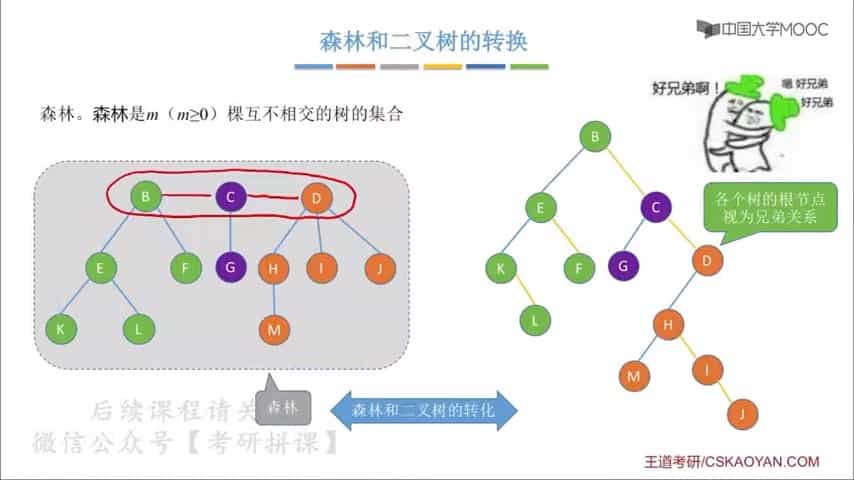 森林和二叉树的转换
中国大学MOOC
森林。森林是m（m≥0）棵互不相交的树的集合
好兄弟啊！
嗯 好兄弟
好兄弟
B C D
E F G H I J
K L M
B
E C
K F G D
L H
M I
J
各个树的根节点
视为兄弟关系
森林
森林和二叉树的转化
后续课程请关
微信公众号【考研拼课】
王道考研/CSKAOYAN.COM